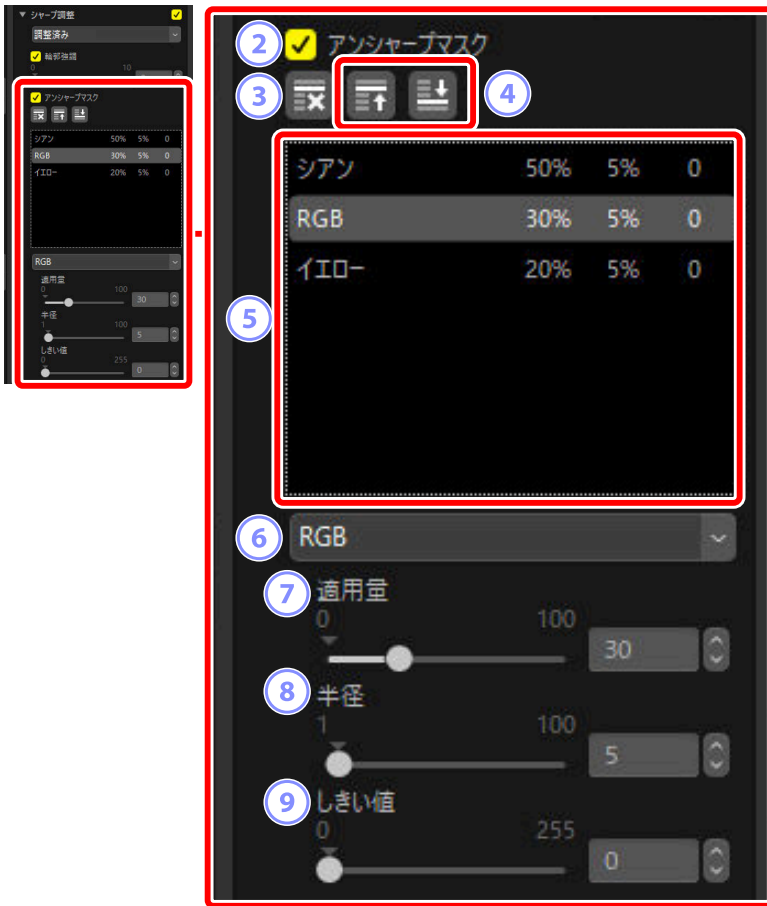 シャープ調整
調整済み
輪郭強調
0 10
アンシャープマスク
シアン 50% 5% 0
RGB 30% 5% 0
イエロー 20% 5% 0
RGB
適用量
0 100
30
半径
1 100
5
しきい値
0 255
0
2 アンシャープマスク
3 4
5
シアン 50% 5% 0
RGB 30% 5% 0
イエロー 20% 5% 0
6 RGB
7 適用量
0 100
30
8 半径
1 100
5
9 しきい値
0 255
0